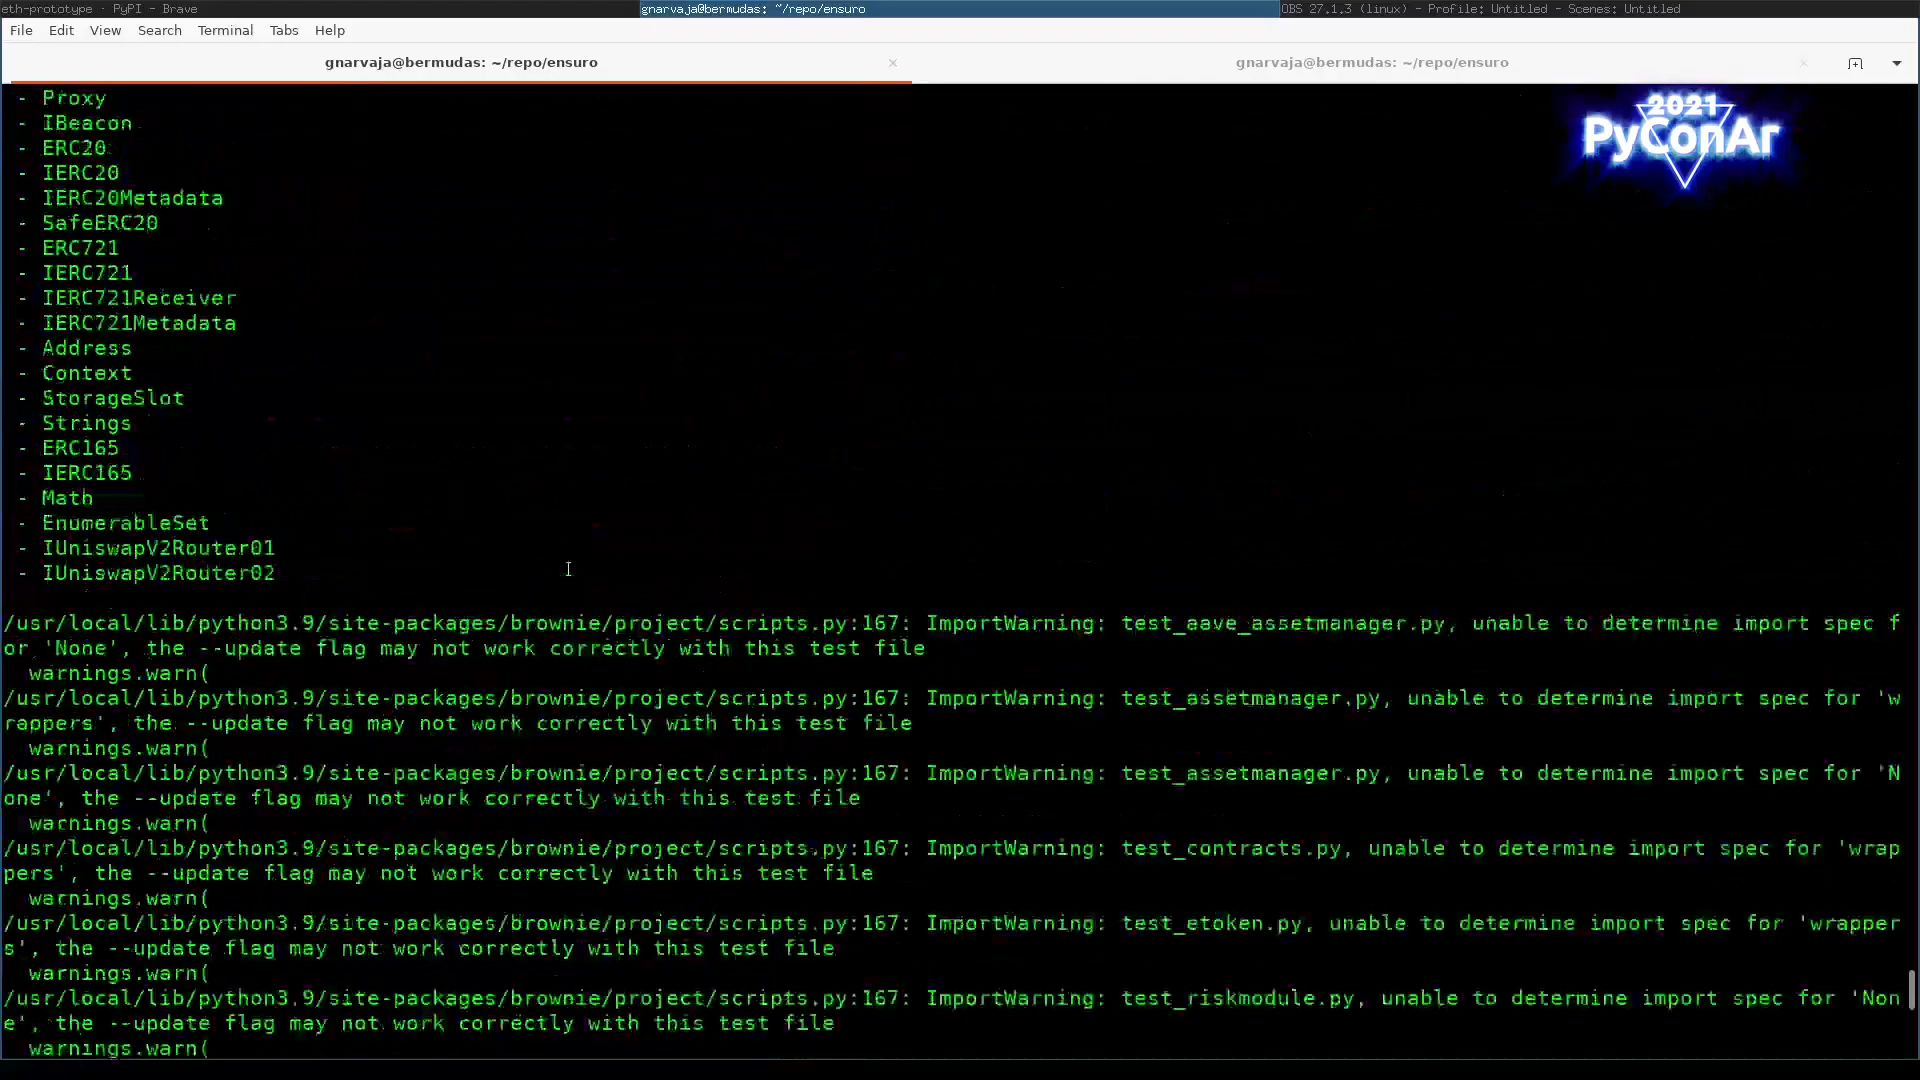 eth-prototype · PyPI - Brave
gnarvaja@bermudas: ~/repo/ensuro
OBS 27.1.3 (linux) - Profile: Untitled - Scenes: Untitled
File Edit View Search Terminal Tabs Help
gnarvaja@bermudas: ~/repo/ensuro
gnarvaja@bermudas: ~/repo/ensuro
2021
PyConAr
- Proxy
- IBeacon
- ERC20
- IERC20
- IERC20Metadata
- SafeERC20
- ERC721
- IERC721
- IERC721Receiver
- IERC721Metadata
- Address
- Context
- StorageSlot
- Strings
- ERC165
- IERC165
- Math
- EnumerableSet
- IUniswapV2Router01
- IUniswapV2Router02
/usr/local/lib/python3.9/site-packages/brownie/project/scripts.py:167: ImportWarning: test_aave_assetmanager.py, unable to determine import spec f
or 'None', the --update flag may not work correctly with this test file
warnings.warn(
/usr/local/lib/python3.9/site-packages/brownie/project/scripts.py:167: ImportWarning: test_assetmanager.py, unable to determine import spec for 'w
rappers', the --update flag may not work correctly with this test file
warnings.warn(
/usr/local/lib/python3.9/site-packages/brownie/project/scripts.py:167: ImportWarning: test_assetmanager.py, unable to determine import spec for 'N
one', the --update flag may not work correctly with this test file
warnings.warn(
/usr/local/lib/python3.9/site-packages/brownie/project/scripts.py:167: ImportWarning: test_contracts.py, unable to determine import spec for 'wrap
pers', the --update flag may not work correctly with this test file
warnings.warn(
/usr/local/lib/python3.9/site-packages/brownie/project/scripts.py:167: ImportWarning: test_etoken.py, unable to determine import spec for 'wrapper
s', the --update flag may not work correctly with this test file
warnings.warn(
/usr/local/lib/python3.9/site-packages/brownie/project/scripts.py:167: ImportWarning: test_riskmodule.py, unable to determine import spec for 'Non
e', the --update flag may not work correctly with this test file
warnings.warn(